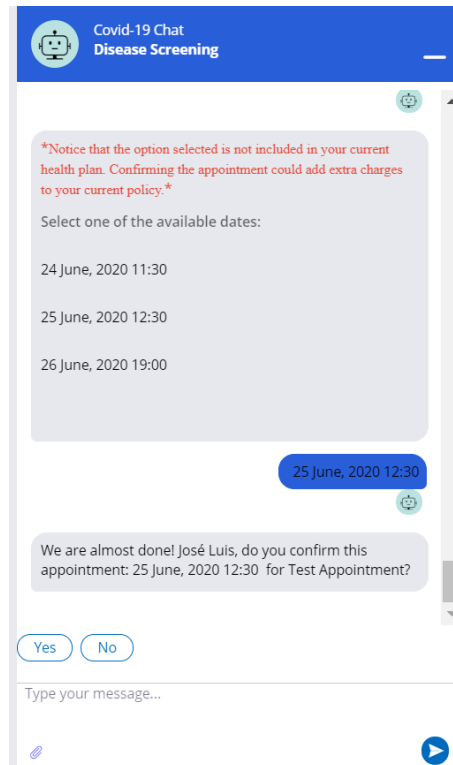 Covid-19 Chat
Disease Screening
*Notice that the option selected is not included in your current
health plan. Confirming the appointment could add extra charges
to your current policy.*
Select one of the available dates:
24 June, 2020 11:30
25 June, 2020 12:30
26 June, 2020 19:00
25 June, 2020 12:30
We are almost done! José Luis, do you confirm this
appointment: 25 June, 2020 12:30 for Test Appointment?
Yes
No
Type your message...